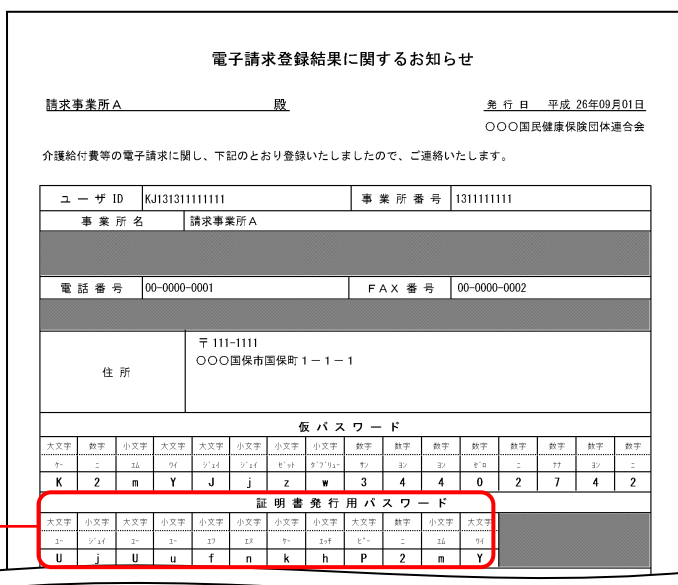 電子請求登録結果に関するお知らせ
請求事業所A 殿 発行日 平成 26年09月01日
○○○国民健康保険団体連合会
介護給付費等の電子請求に関し、下記のとおり登録いたしましたので、ご連絡いたします。
ユーザID KJ131311111111 事業所番号 1311111111
事業所名 請求事業所A
電話番号 00-0000-0001 FAX番号 00-0000-0002
〒111-1111
住所 ○○○国保市国保町1-1-1
仮パスワード
大文字 数字 小文字 大文字 大文字 小文字 小文字 小文字 数字 数字 数字 数字 数字 数字 数字 数字
ケー ニ エム ワイ ジェイ ジェイ ゼット ダブリュー サン ヨン ヨン ゼロ ニ ナナ ヨン ニ
K 2 m Y J j z w 3 4 4 0 2 7 4 2
証明書発行用パスワード
大文字 小文字 大文字 小文字 小文字 小文字 小文字 小文字 大文字 数字 小文字 大文字
ユー ジェイ ユー ユー エフ エヌ ケー エッチ ピー ニ エム ワイ
U j U u f n k h P 2 m Y